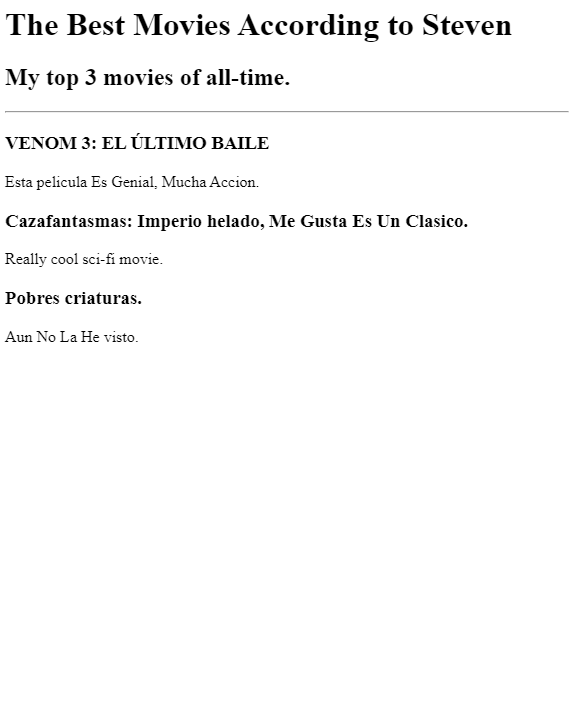 The Best Movies According to Steven
My top 3 movies of all-time.
VENOM 3: EL ÚLTIMO BAILE
Esta pelicula Es Genial, Mucha Accion.
Cazafantasmas: Imperio helado, Me Gusta Es Un Clasico.
Really cool sci-fi movie.
Pobres criaturas.
Aun No La He visto.